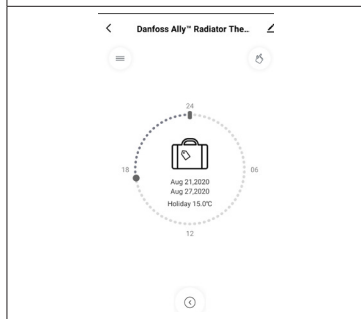 Danfoss Ally™ Radiator The..
24
18
06
Aug 21,2020
Aug 27,2020
Holiday 15.0°C
12